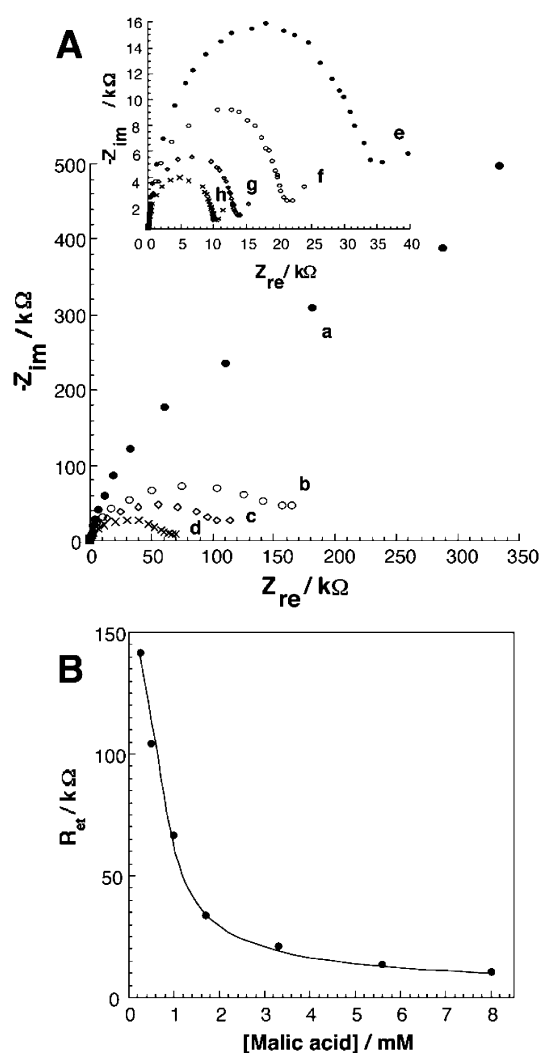 A
-Z_im / kΩ
16
14
12
10
8
6
4
2
0
0 5 10 15 20 25 30 35 40
Z_re / kΩ
e
f
g
h
-Z_im / kΩ
500
400
300
200
100
0
0 50 100 150 200 250 300 350
Z_re / kΩ
a
b
c
d
B
R_et / k Ω
150
100
50
0
0 1 2 3 4 5 6 7 8
[Malic acid] / mM